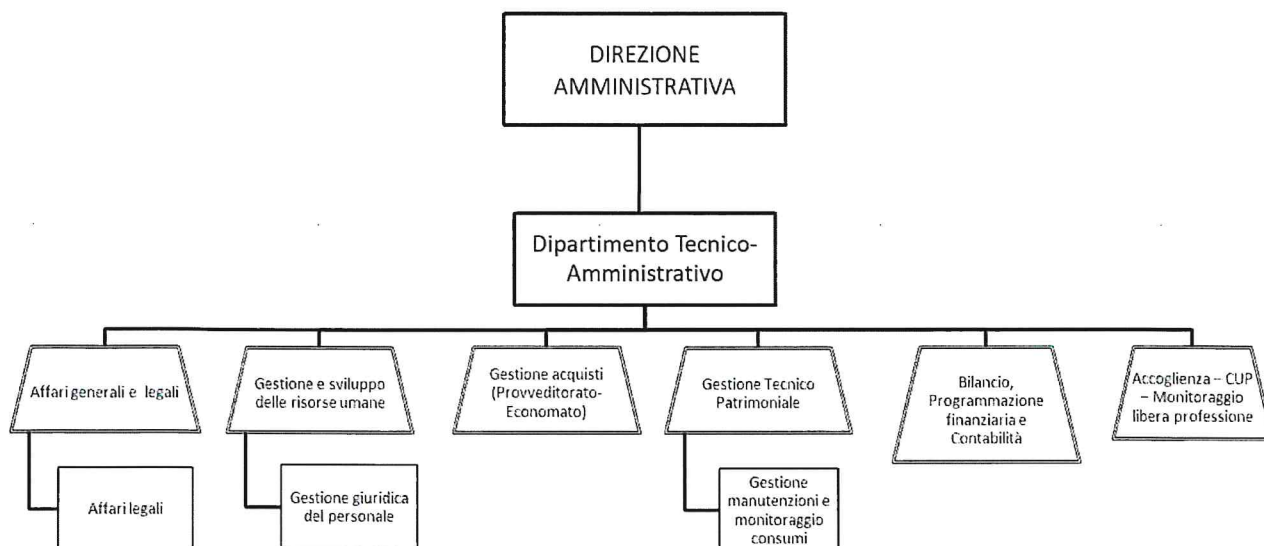 DIREZIONE
AMMINISTRATIVA
Dipartimento Tecnico-
Amministrativo
Affari generali e legali
Gestione e sviluppo
delle risorse umane
Gestione acquisti
(Provveditorato-
Economato)
Gestione Tecnico
Patrimoniale
Bilancio,
Programmazione
finanziaria e
Contabilità
Accoglienza – CUP
– Monitoraggio
libera professione
Affari legali
Gestione giuridica
del personale
Gestione
manutenzioni e
monitoraggio
consumi